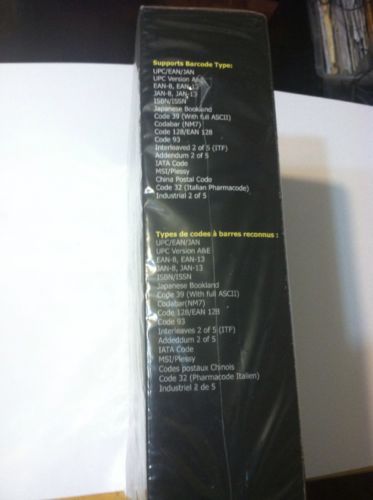 Supports Barcode Type:
UPC/EAN/JAN
UPC Version A&E
EAN-8, EAN-13
JAN-8, JAN-13
ISBN/ISSN
Japanese Bookland
Code 39 (With full ASCII)
Codabar (NM7)
Code 128/EAN 128
Code 93
Interleaved 2 of 5 (ITF)
Addendum 2 of 5
IATA Code
MSI/Plessy
China Postal Code
Code 32 (Italian Pharmacode)
Industriel 2 of 5
Types de codes à barres reconnus :
UPC/EAN/JAN
UPC Version A&E
EAN-8, EAN-13
JAN-8, JAN-13
ISBN/ISSN
Japanese Bookland
Code 39 (With full ASCII)
Codabar(NM7)
Code 128/EAN 128
Code 93
Interleaves 2 of 5 (ITF)
Addeddum 2 of 5
IATA Code
MSI/Plessy
Codes postaux Chinois
Code 32 (Pharmacode Italien)
Industriel 2 de 5